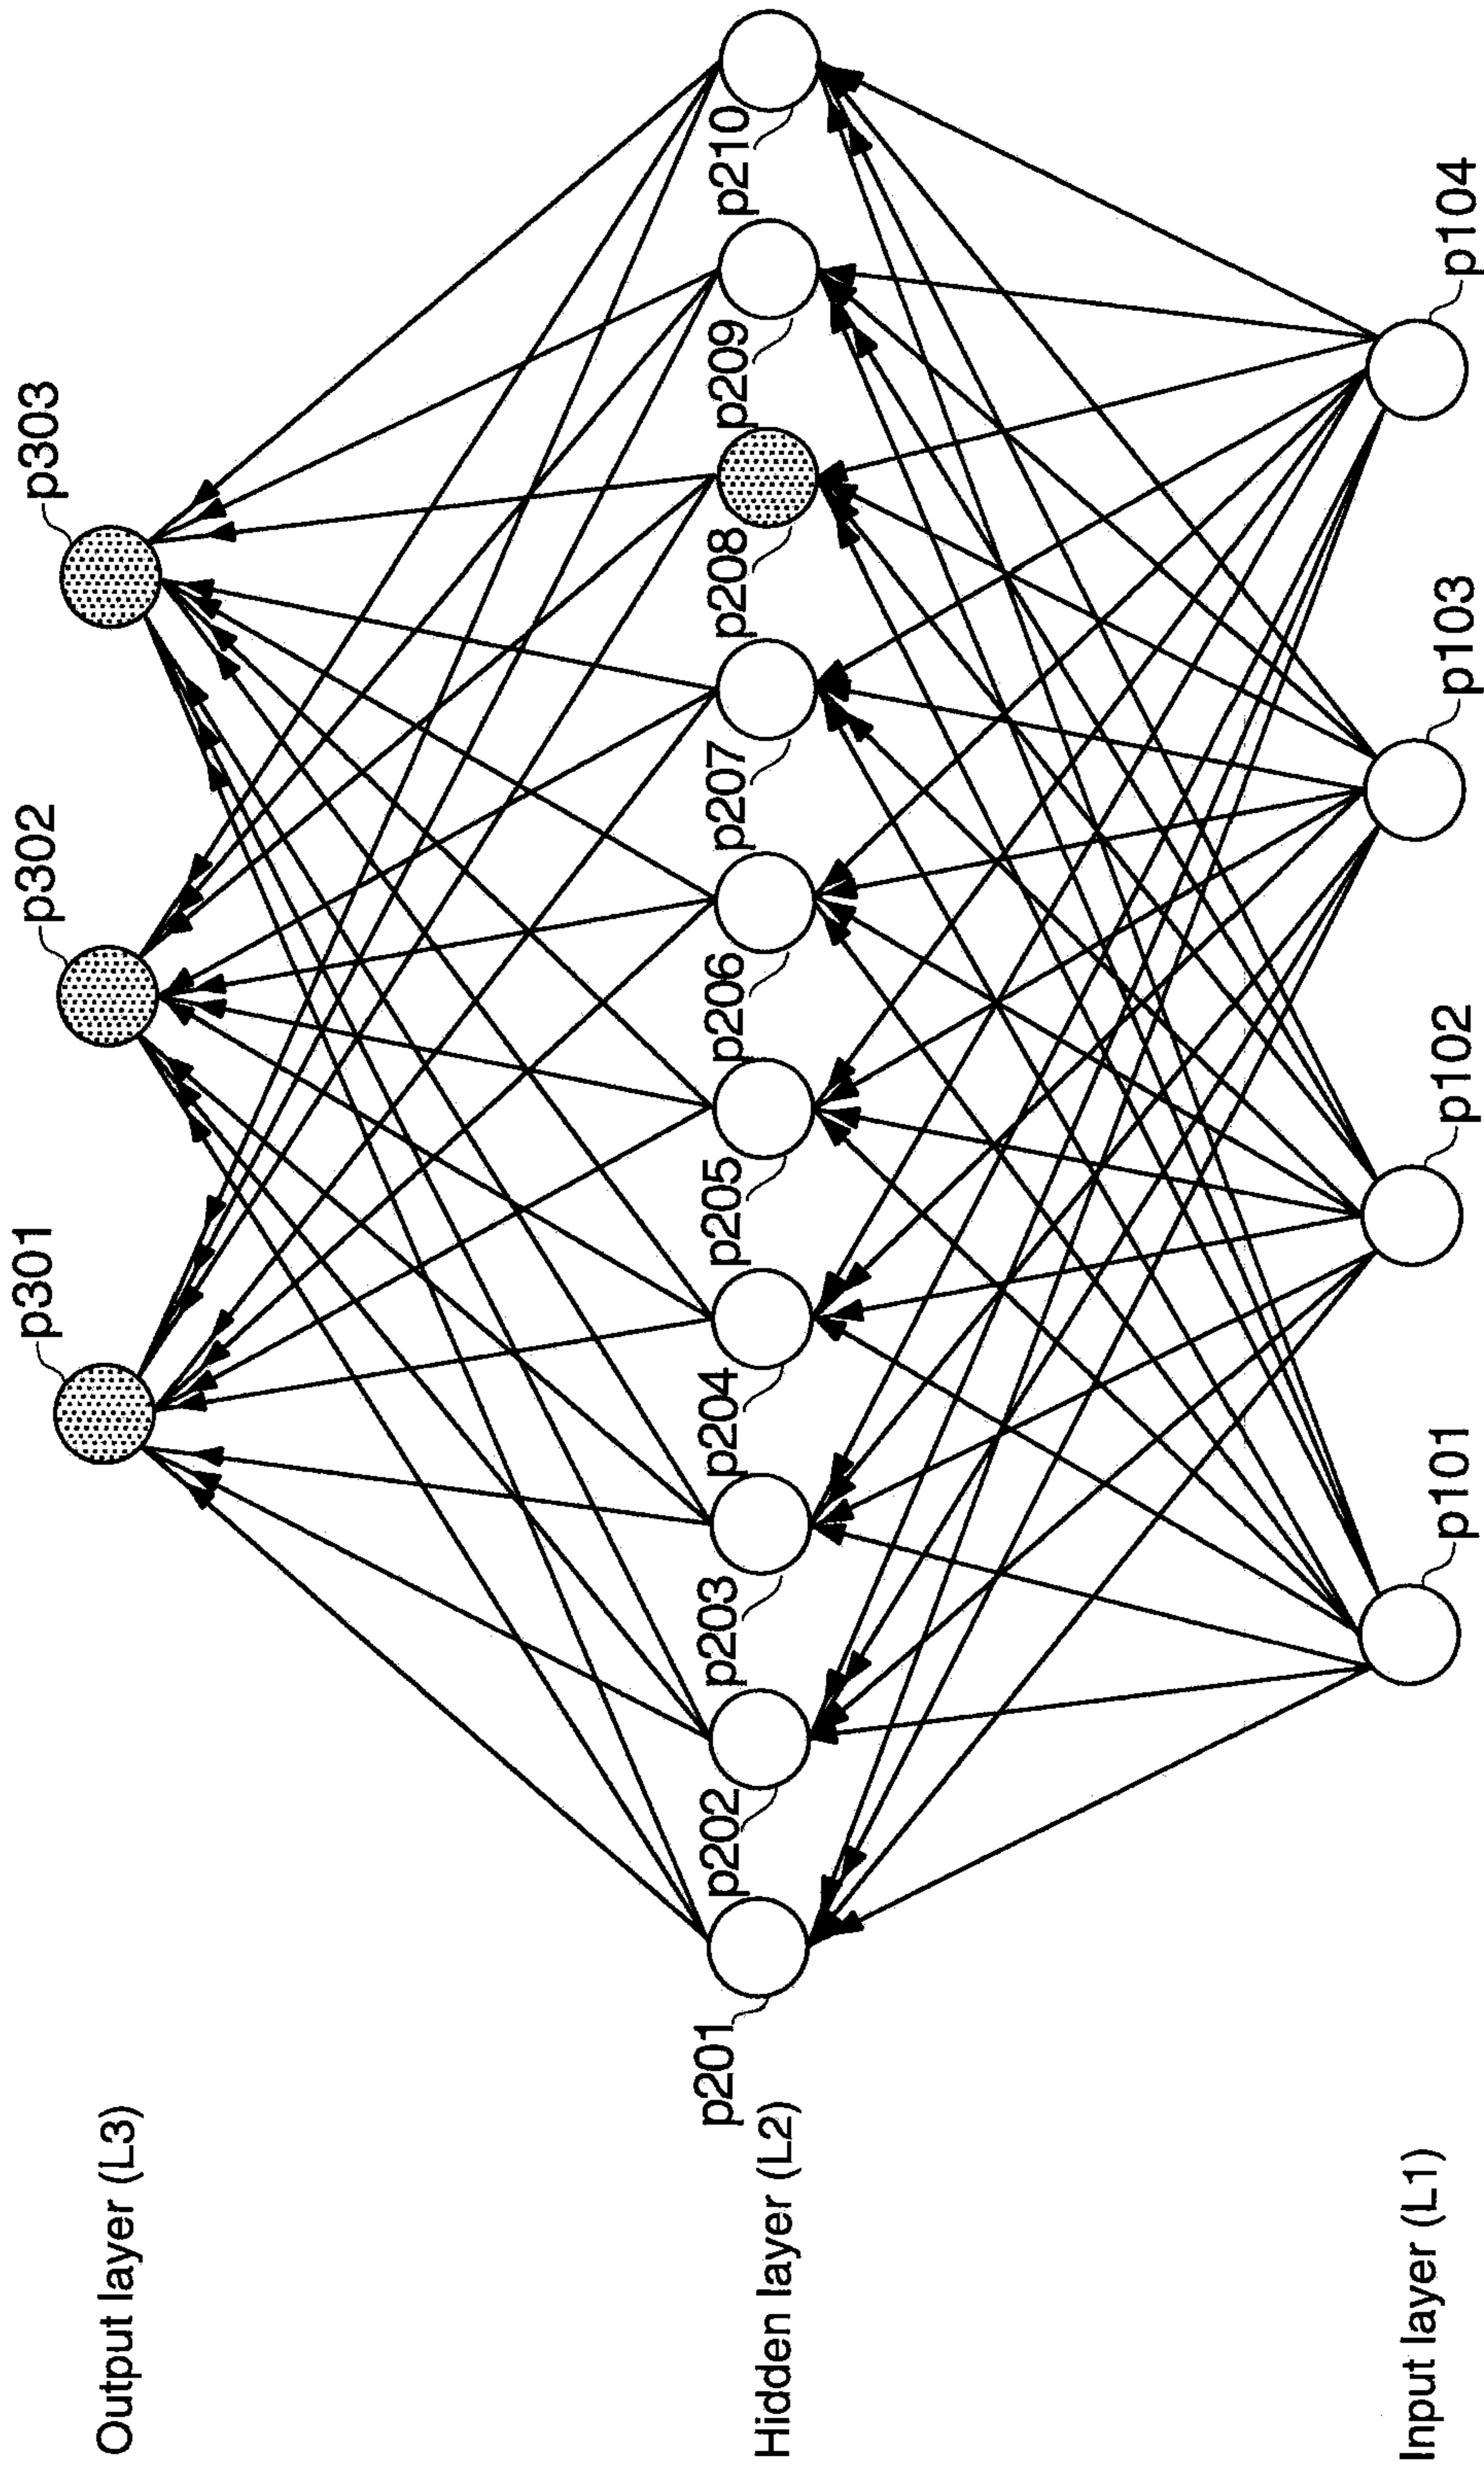 p301
p302
p303
Output layer (L3)
p201
p202
p203
p204
p205
p206
p207
p208
p209
p210
Hidden layer (L2)
Input layer (L1)
p101
p102
p103
p104